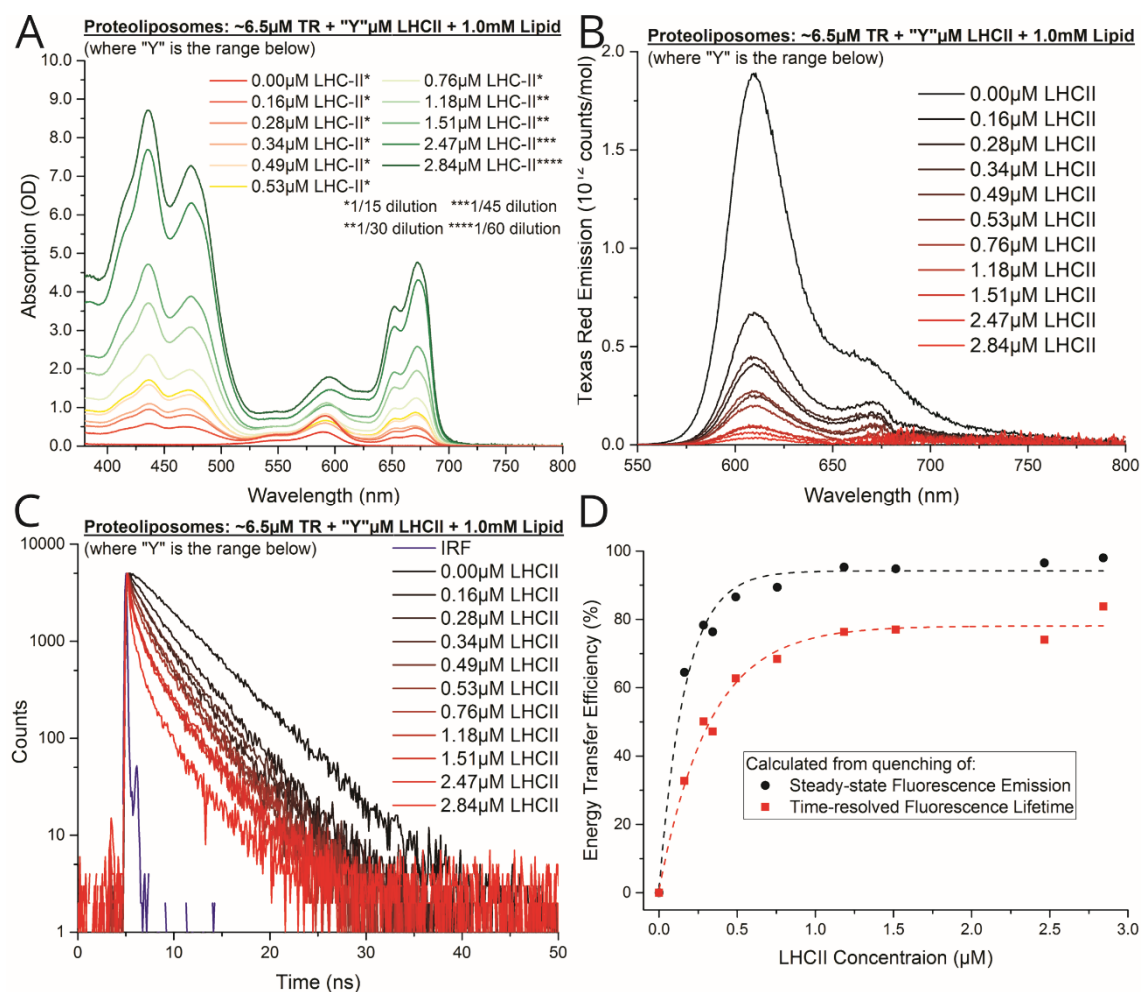 A
Proteoliposomes: ~6.5µM TR + "Y"µM LHCII + 1.0mM Lipid
(where "Y" is the range below)
10.0
9.0
8.0
7.0
6.0
5.0
4.0
3.0
2.0
1.0
0.0
Absorption (OD)
0.00µM LHC-II*
0.16µM LHC-II*
0.28µM LHC-II*
0.34µM LHC-II*
0.49µM LHC-II*
0.53µM LHC-II*
0.76µM LHC-II*
1.18µM LHC-II**
1.51µM LHC-II**
2.47µM LHC-II***
2.84µM LHC-II****
*1/15 dilution ***1/45 dilution
**1/30 dilution ****1/60 dilution
400 450 500 550 600 650 700 750 800
Wavelength (nm)
B
Proteoliposomes: ~6.5µM TR + "Y"µM LHCII + 1.0mM Lipid
(where "Y" is the range below)
2.0
1.5
1.0
0.5
0.0
Texas Red Emission (10¹² counts/mol)
0.00µM LHCII
0.16µM LHCII
0.28µM LHCII
0.34µM LHCII
0.49µM LHCII
0.53µM LHCII
0.76µM LHCII
1.18µM LHCII
1.51µM LHCII
2.47µM LHCII
2.84µM LHCII
550 600 650 700 750 800
Wavelength (nm)
C
Proteoliposomes: ~6.5µM TR + "Y"µM LHCII + 1.0mM Lipid
(where "Y" is the range below)
10000
1000
100
10
1
Counts
IRF
0.00µM LHCII
0.16µM LHCII
0.28µM LHCII
0.34µM LHCII
0.49µM LHCII
0.53µM LHCII
0.76µM LHCII
1.18µM LHCII
1.51µM LHCII
2.47µM LHCII
2.84µM LHCII
0 10 20 30 40 50
Time (ns)
D
100
90
80
70
60
50
40
30
20
10
0
Energy Transfer Efficiency (%)
Calculated from quenching of:
Steady-state Fluorescence Emission
Time-resolved Fluorescence Lifetime
0.0 0.5 1.0 1.5 2.0 2.5 3.0
LHCII Concentraion (µM)